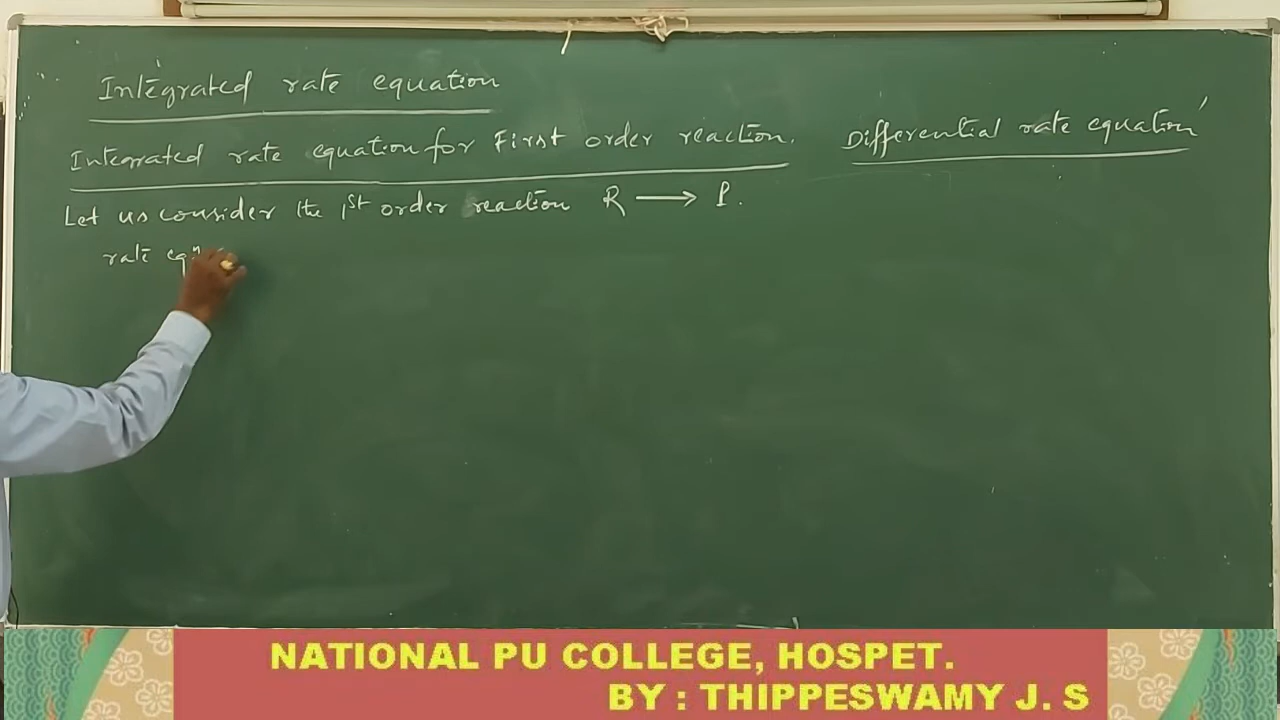 Integrated rate equation
Integrated rate equation for First order reaction.
Differential rate equation
Let us consider the 1st order reaction R ⟶ P.
rate eqn
NATIONAL PU COLLEGE, HOSPET.
BY : THIPPESWAMY J. S